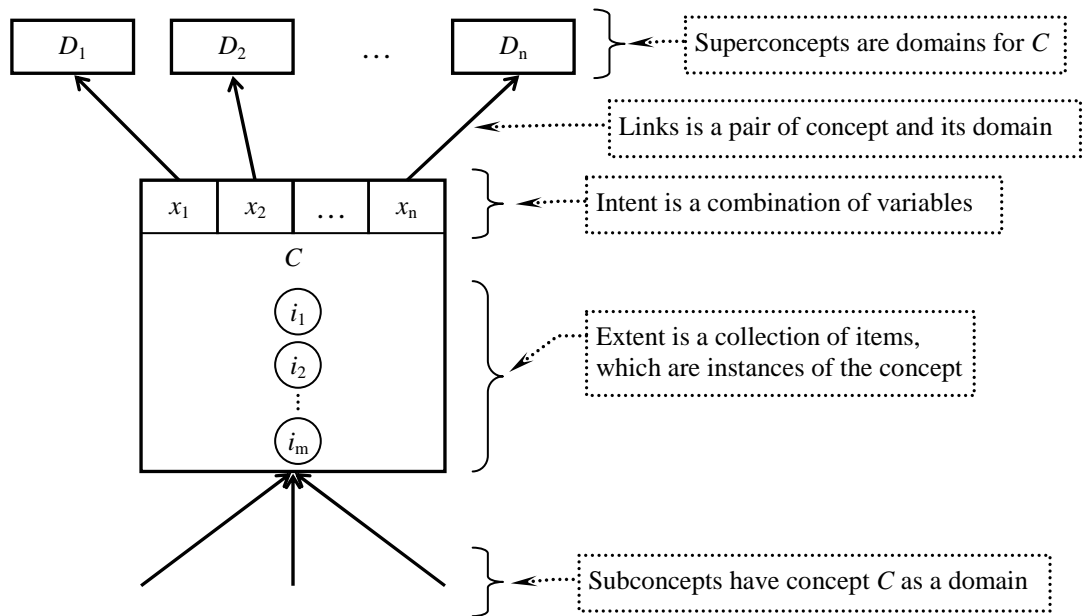 D1 D2 … Dn
Superconcepts are domains for C
Links is a pair of concept and its domain
x1 x2 … xn
Intent is a combination of variables
C
i1
i2
im
Extent is a collection of items,
which are instances of the concept
Subconcepts have concept C as a domain